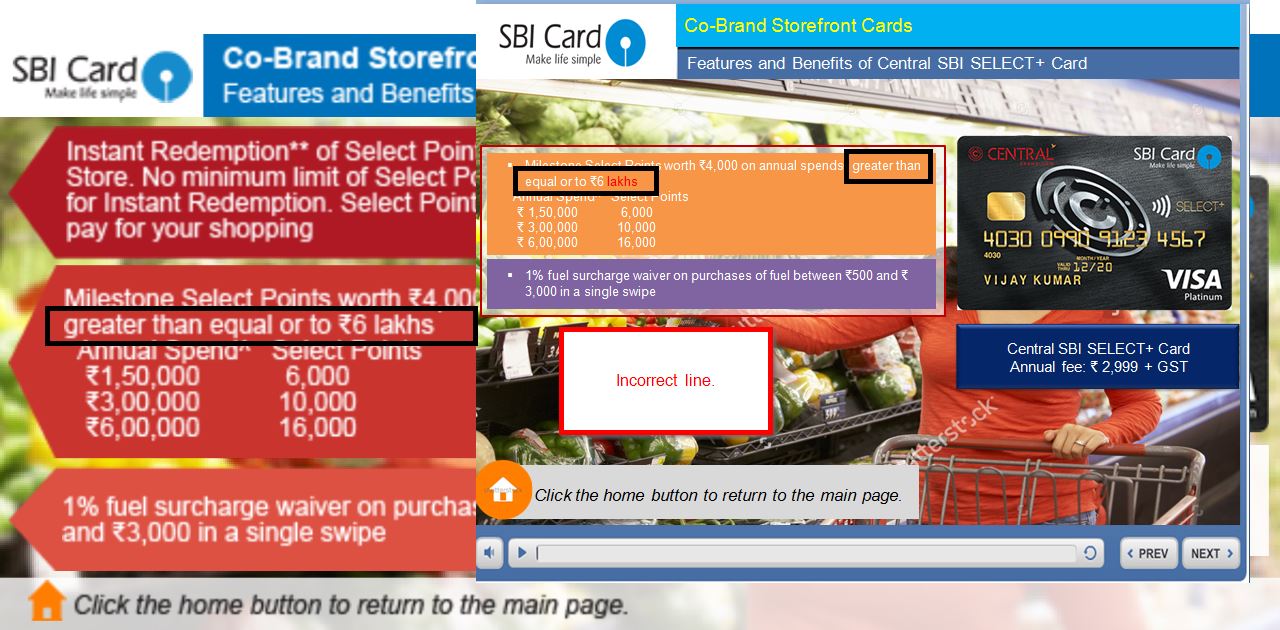 SBI Card
Make life simple
Co-Brand Storefro
Features and Benefits
Instant Redemption** of Select Poin
Store. No minimum limit of Select Po
for Instant Redemption. Select Point
pay for your shopping
Milestone Select Points worth ₹4,000
greater than equal or to ₹6 lakhs
Annual Spend^ Select Points
₹1,50,000 6,000
₹3,00,000 10,000
₹6,00,000 16,000
1% fuel surcharge waiver on purchas
and ₹3,000 in a single swipe
Click the home button to return to the main page.
SBI Card
Make life simple
Co-Brand Storefront Cards
Features and Benefits of Central SBI SELECT+ Card
▪ Milestone Select Points worth ₹4,000 on annual spends greater than
equal or to ₹6 lakhs
Annual Spend^ Select Points
₹ 1,50,000 6,000
₹ 3,00,000 10,000
₹ 6,00,000 16,000
▪ 1% fuel surcharge waiver on purchases of fuel between ₹500 and ₹
3,000 in a single swipe
Incorrect line.
CENTRAL
SBI Card
Make life simple
SELECT+
4030 0990 9123 4567
4030
VALID THRU MONTH/YEAR 12/20
VIJAY KUMAR
VISA
Platinum
Central SBI SELECT+ Card
Annual fee: ₹ 2,999 + GST
shutterstock
Click the home button to return to the main page.
< PREV
NEXT >